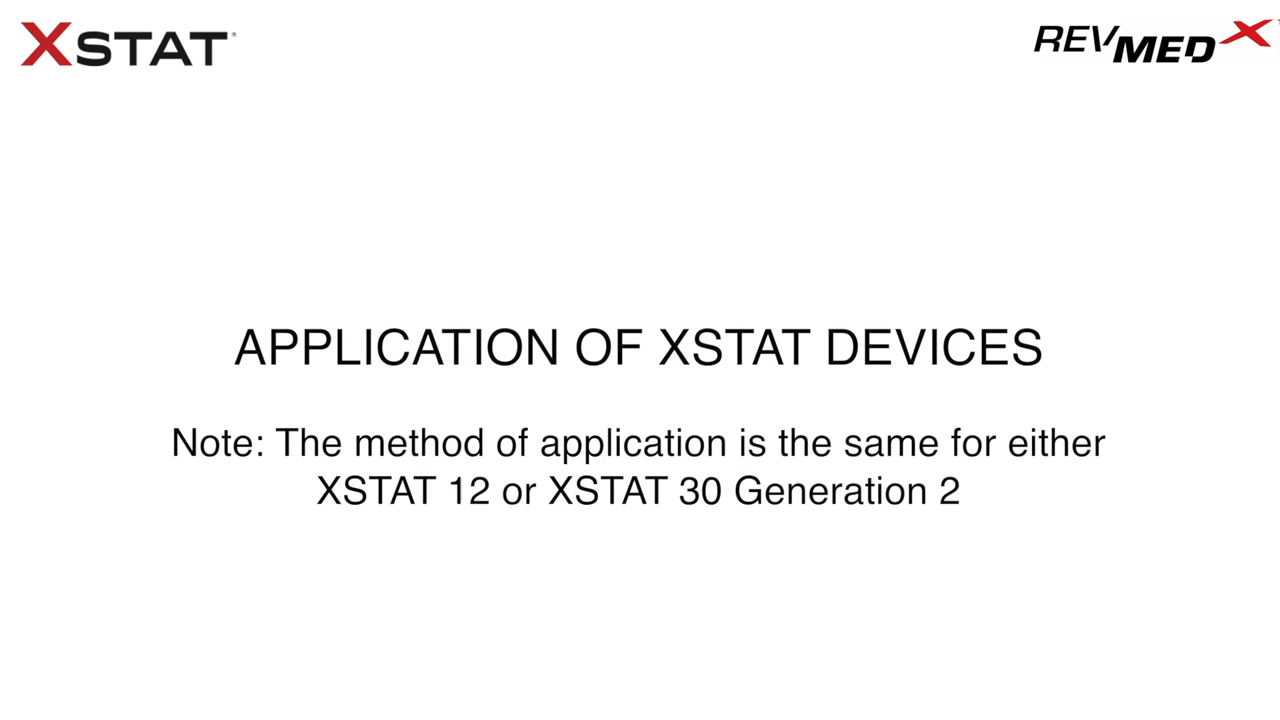 XSTAT®
REVMEDX
APPLICATION OF XSTAT DEVICES
Note: The method of application is the same for either
XSTAT 12 or XSTAT 30 Generation 2